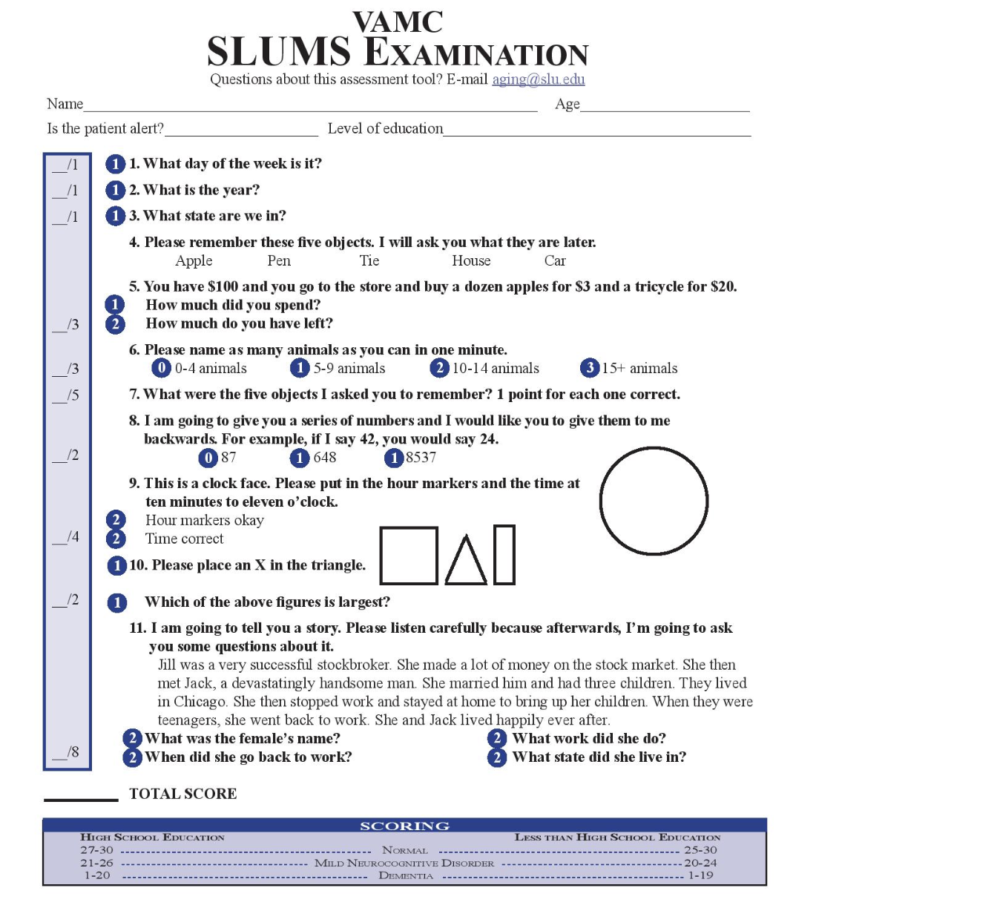 VAMC
SLUMS Examination
Questions about this assessment tool? E-mail aging@slu.edu
Name Age
Is the patient alert? Level of education
__/1 1 1. What day of the week is it?
__/1 1 2. What is the year?
__/1 1 3. What state are we in?
4. Please remember these five objects. I will ask you what they are later.
Apple Pen Tie House Car
5. You have $100 and you go to the store and buy a dozen apples for $3 and a tricycle for $20.
1 How much did you spend?
__/3 2 How much do you have left?
6. Please name as many animals as you can in one minute.
__/3 0 0-4 animals 1 5-9 animals 2 10-14 animals 3 15+ animals
__/5 7. What were the five objects I asked you to remember? 1 point for each one correct.
8. I am going to give you a series of numbers and I would like you to give them to me
backwards. For example, if I say 42, you would say 24.
__/2 0 87 1 648 1 8537
9. This is a clock face. Please put in the hour markers and the time at
ten minutes to eleven o’clock.
2 Hour markers okay
__/4 2 Time correct
1 10. Please place an X in the triangle.
__/2 1 Which of the above figures is largest?
11. I am going to tell you a story. Please listen carefully because afterwards, I’m going to ask
you some questions about it.
Jill was a very successful stockbroker. She made a lot of money on the stock market. She then
met Jack, a devastatingly handsome man. She married him and had three children. They lived
in Chicago. She then stopped work and stayed at home to bring up her children. When they were
teenagers, she went back to work. She and Jack lived happily ever after.
2 What was the female’s name? 2 What work did she do?
__/8 2 When did she go back to work? 2 What state did she live in?
TOTAL SCORE
SCORING
High School Education Less than High School Education
27-30 Normal 25-30
21-26 Mild Neurocognitive Disorder 20-24
1-20 Dementia 1-19